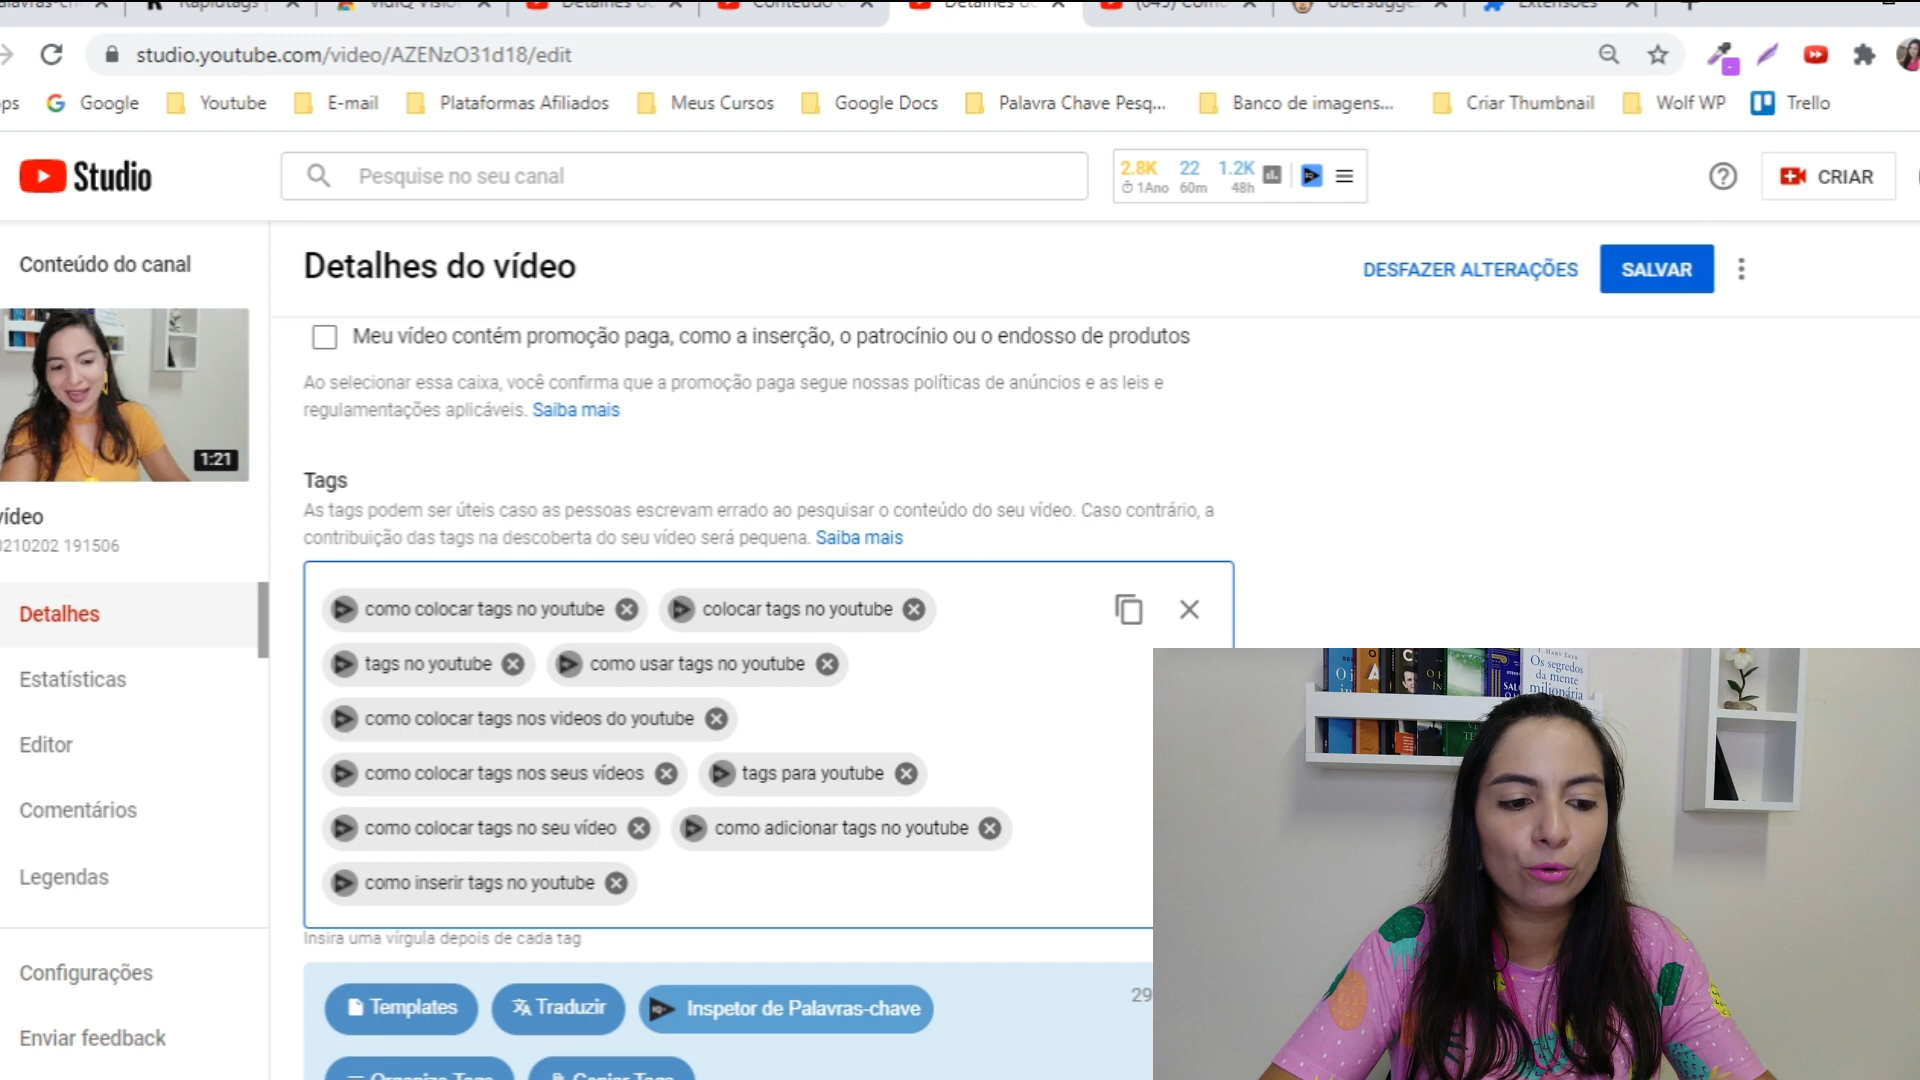 studio.youtube.com/video/AZENzO31d18/edit
Google Youtube E-mail Plataformas Afiliados Meus Cursos Google Docs Palavra Chave Pesq... Banco de imagens... Criar Thumbnail Wolf WP Trello
Studio
Pesquise no seu canal
2.8K 22 1.2K
1Ano 60m 48h
CRIAR
Conteúdo do canal
Detalhes do vídeo
DESFAZER ALTERAÇÕES
SALVAR
Meu vídeo contém promoção paga, como a inserção, o patrocínio ou o endosso de produtos
Ao selecionar essa caixa, você confirma que a promoção paga segue nossas políticas de anúncios e as leis e
regulamentações aplicáveis. Saiba mais
1:21
Tags
As tags podem ser úteis caso as pessoas escrevam errado ao pesquisar o conteúdo do seu vídeo. Caso contrário, a
contribuição das tags na descoberta do seu vídeo será pequena. Saiba mais
210202 191506
Detalhes
Estatísticas
Editor
Comentários
Legendas
Configurações
Enviar feedback
como colocar tags no youtube
colocar tags no youtube
tags no youtube
como usar tags no youtube
como colocar tags nos videos do youtube
como colocar tags nos seus vídeos
tags para youtube
como colocar tags no seu vídeo
como adicionar tags no youtube
como inserir tags no youtube
Insira uma vírgula depois de cada tag
Templates
Traduzir
Inspetor de Palavras-chave
29
Os segredos
da mente
milionária